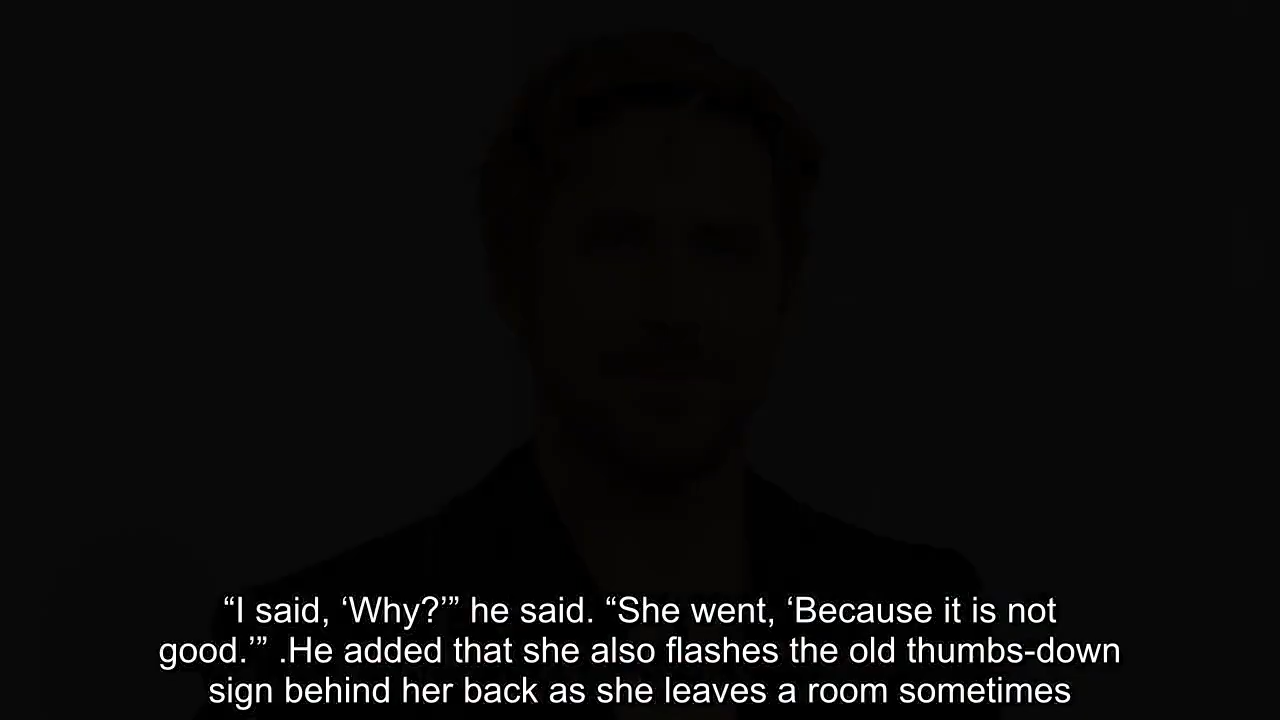 “I said, ‘Why?’” he said. “She went, ‘Because it is not
good.’” .He added that she also flashes the old thumbs-down
sign behind her back as she leaves a room sometimes